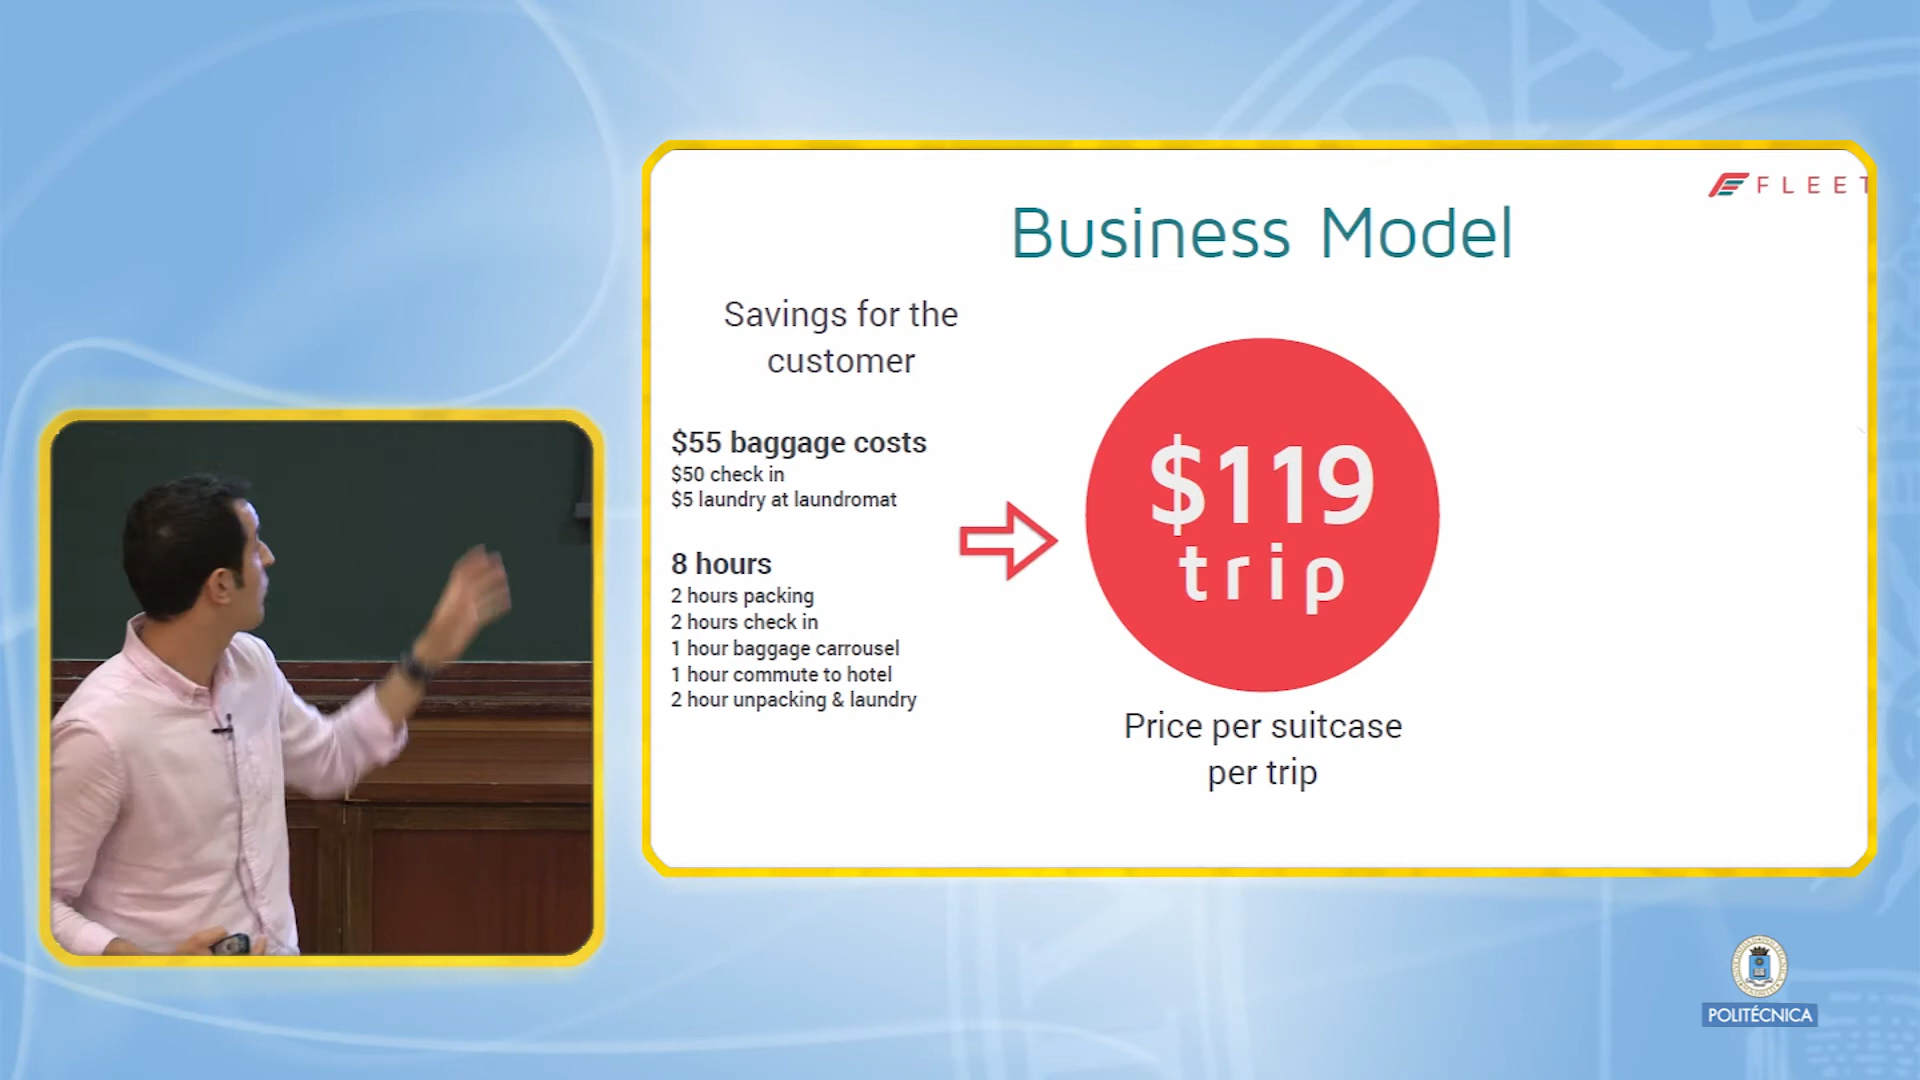 FLEET
Business Model
Savings for the
customer
$55 baggage costs
$50 check in
$5 laundry at laundromat
8 hours
2 hours packing
2 hours check in
1 hour baggage carrousel
1 hour commute to hotel
2 hour unpacking & laundry
$119
trip
Price per suitcase
per trip
POLITÉCNICA